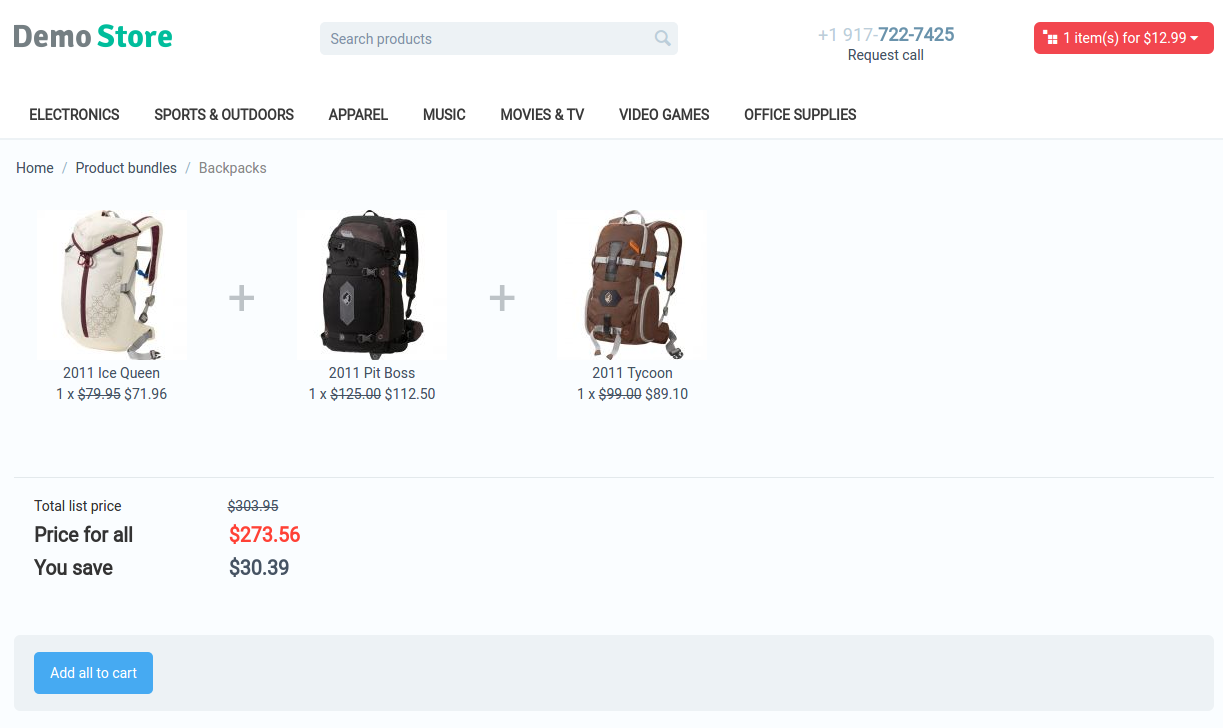 Demo Store
Search products
+1 917-722-7425
Request call
1 item(s) for $12.99
ELECTRONICS SPORTS & OUTDOORS APPAREL MUSIC MOVIES & TV VIDEO GAMES OFFICE SUPPLIES
Home / Product bundles / Backpacks
+ +
2011 Ice Queen
1 x $79.95 $71.96
2011 Pit Boss
1 x $125.00 $112.50
2011 Tycoon
1 x $99.00 $89.10
Total list price $303.95
Price for all $273.56
You save $30.39
Add all to cart